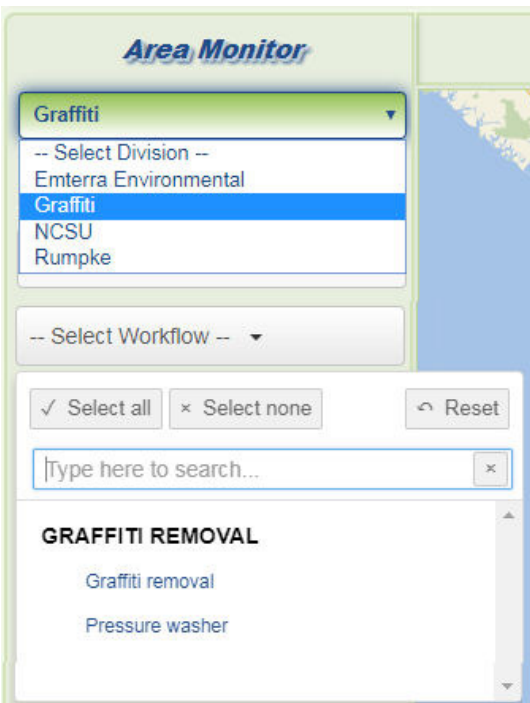 Area Monitor
Graffiti
-- Select Division --
Emterra Environmental
Graffiti
NCSU
Rumpke
-- Select Workflow --
✓ Select all × Select none Reset
Type here to search...
GRAFFITI REMOVAL
Graffiti removal
Pressure washer